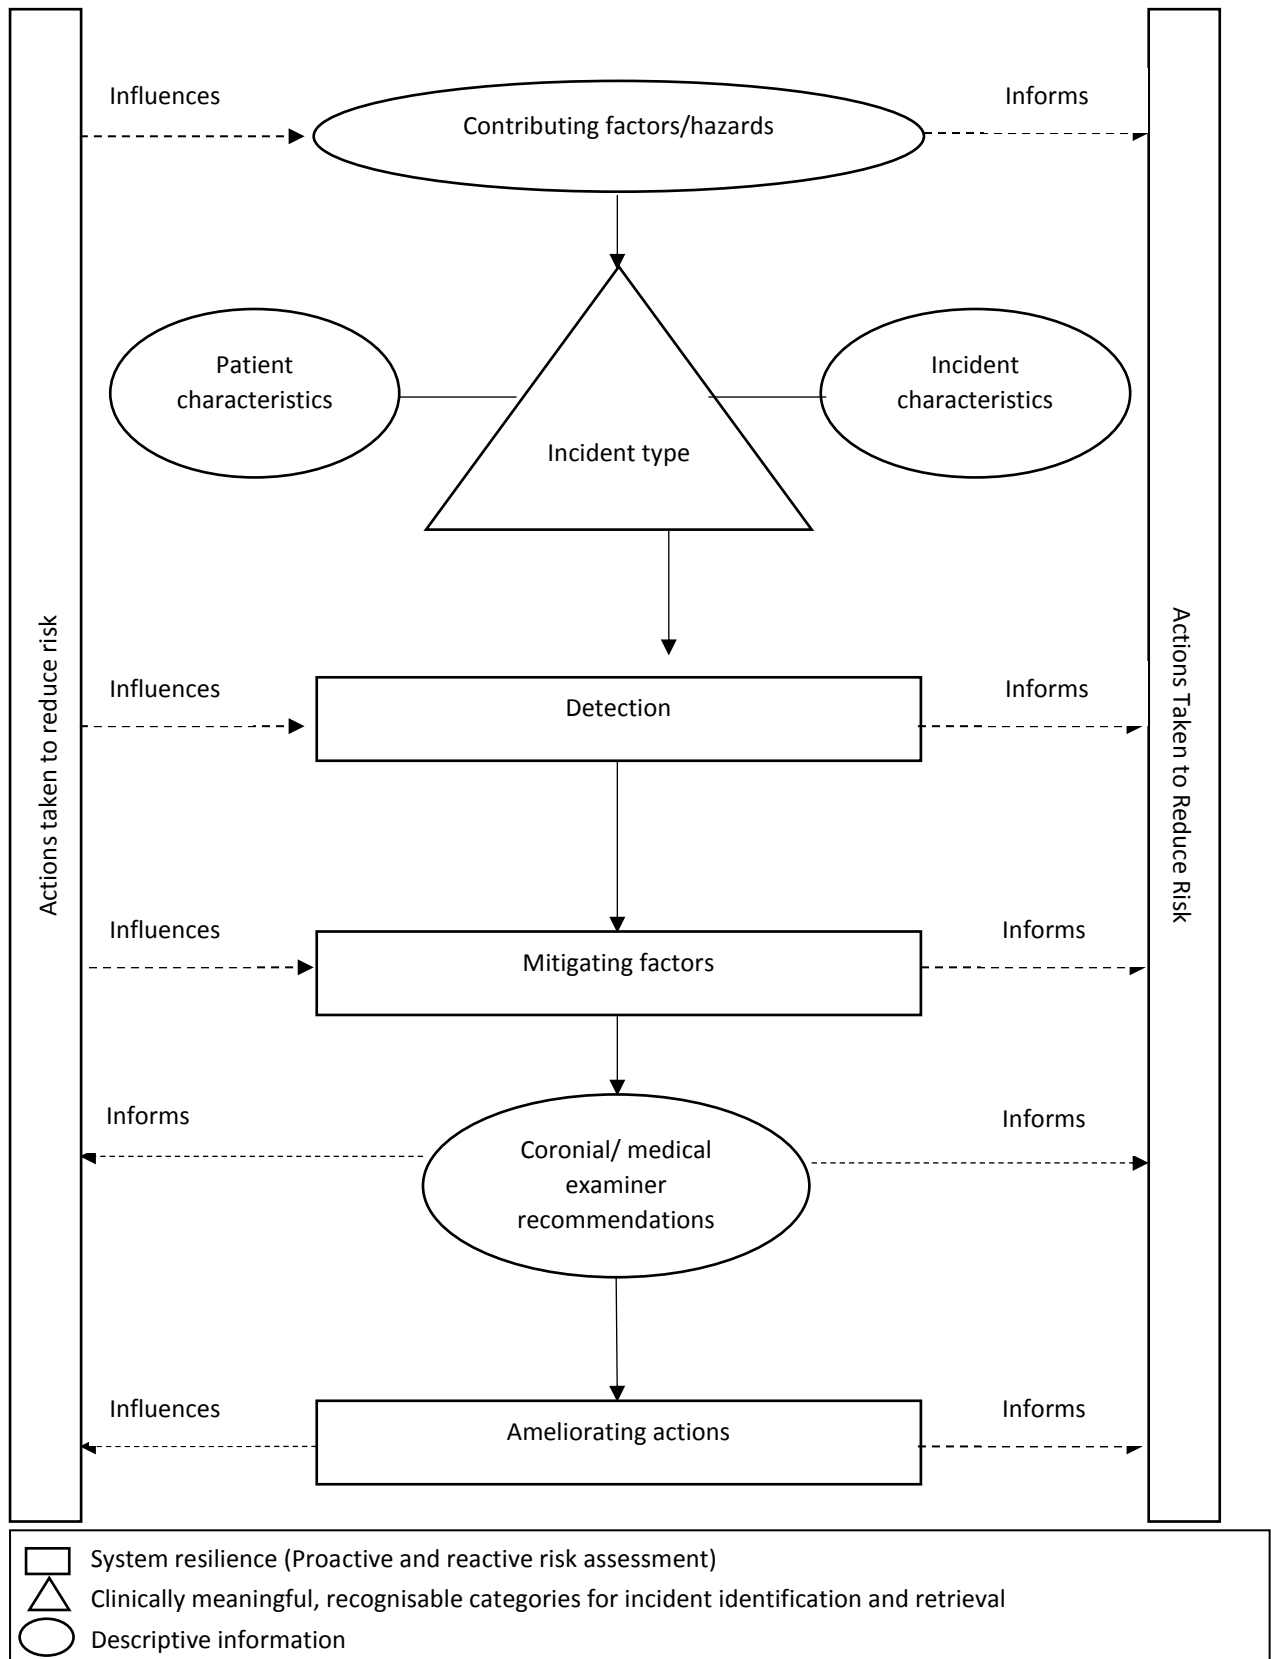 Influences
Contributing factors/hazards
Informs
Patient
characteristics
Incident
characteristics
Incident type
Actions taken to reduce risk
Actions Taken to Reduce Risk
Influences
Detection
Informs
Influences
Mitigating factors
Informs
Informs
Coronial/ medical
examiner
recommendations
Informs
Influences
Ameliorating actions
Informs
System resilience (Proactive and reactive risk assessment)
Clinically meaningful, recognisable categories for incident identification and retrieval
Descriptive information